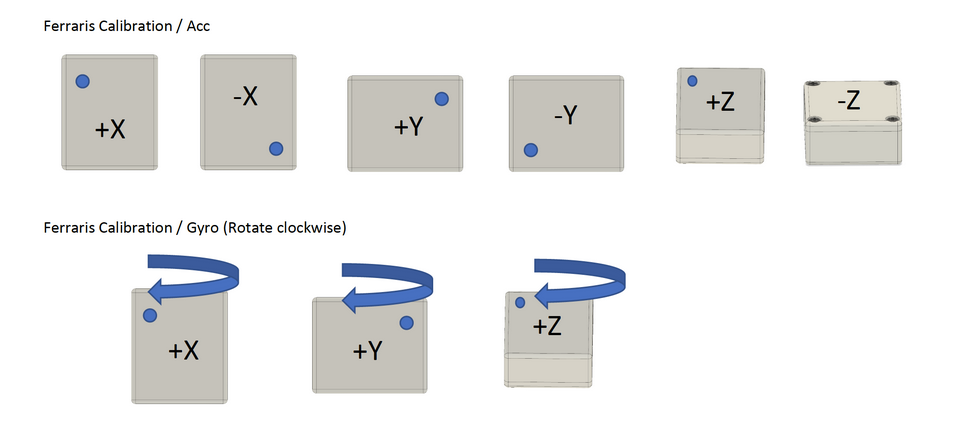 Ferraris Calibration / Acc
+X
-X
+Y
-Y
+Z
-Z
Ferraris Calibration / Gyro (Rotate clockwise)
+X
+Y
+Z